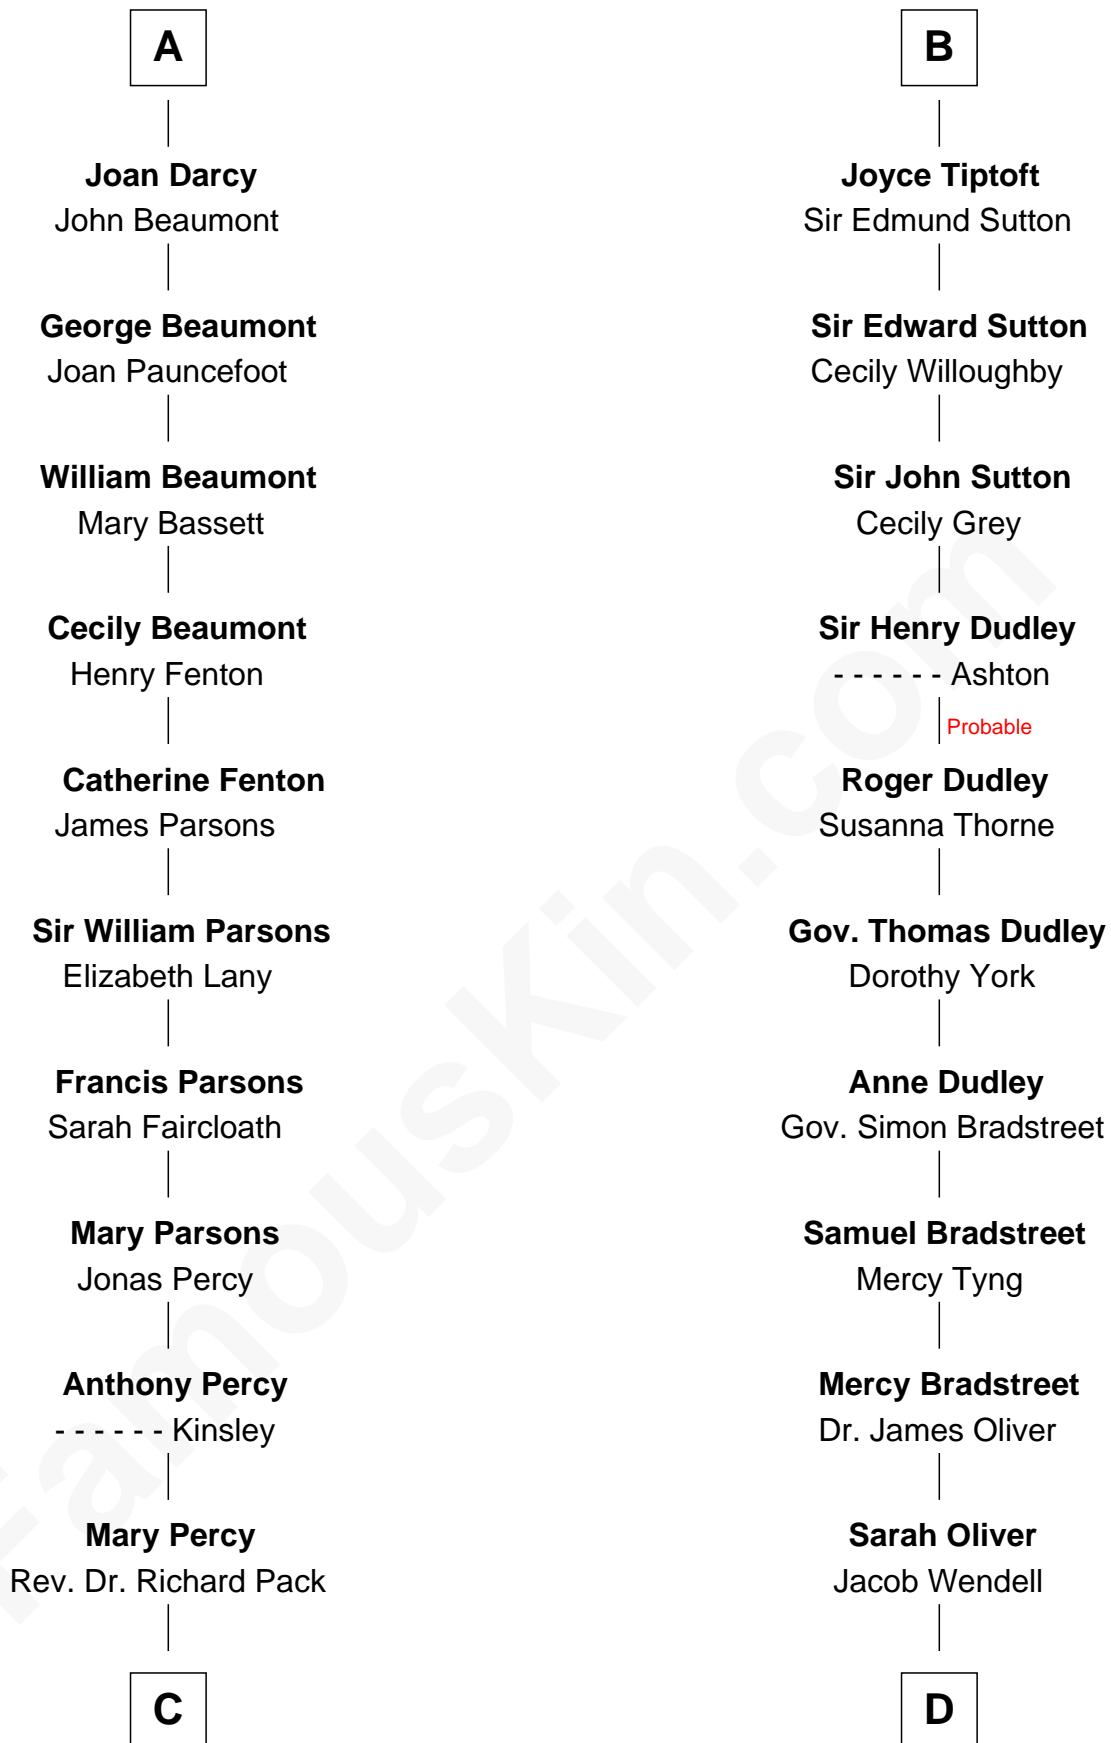 A
Joan Darcy
John Beaumont
George Beaumont
Joan Pauncefoot
William Beaumont
Mary Bassett
Cecily Beaumont
Henry Fenton
Catherine Fenton
James Parsons
Sir William Parsons
Elizabeth Lany
Francis Parsons
Sarah Faircloath
Mary Parsons
Jonas Percy
Anthony Percy
- - - - - - Kinsley
Mary Percy
Rev. Dr. Richard Pack
C
B
Joyce Tiptoft
Sir Edmund Sutton
Sir Edward Sutton
Cecily Willoughby
Sir John Sutton
Cecily Grey
Sir Henry Dudley
- - - - - - Ashton
Probable
Roger Dudley
Susanna Thorne
Gov. Thomas Dudley
Dorothy York
Anne Dudley
Gov. Simon Bradstreet
Samuel Bradstreet
Mercy Tyng
Mercy Bradstreet
Dr. James Oliver
Sarah Oliver
Jacob Wendell
D
FamousKin.com